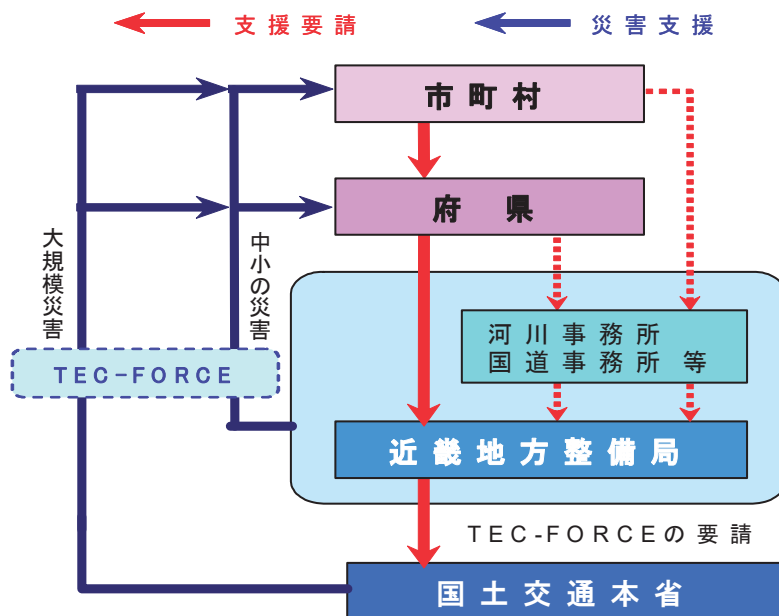 支援要請
災害支援
市町村
府県
大規模災害
中小の災害
河川事務所
国道事務所 等
TEC-FORCE
近畿地方整備局
TEC-FORCEの要請
国土交通本省